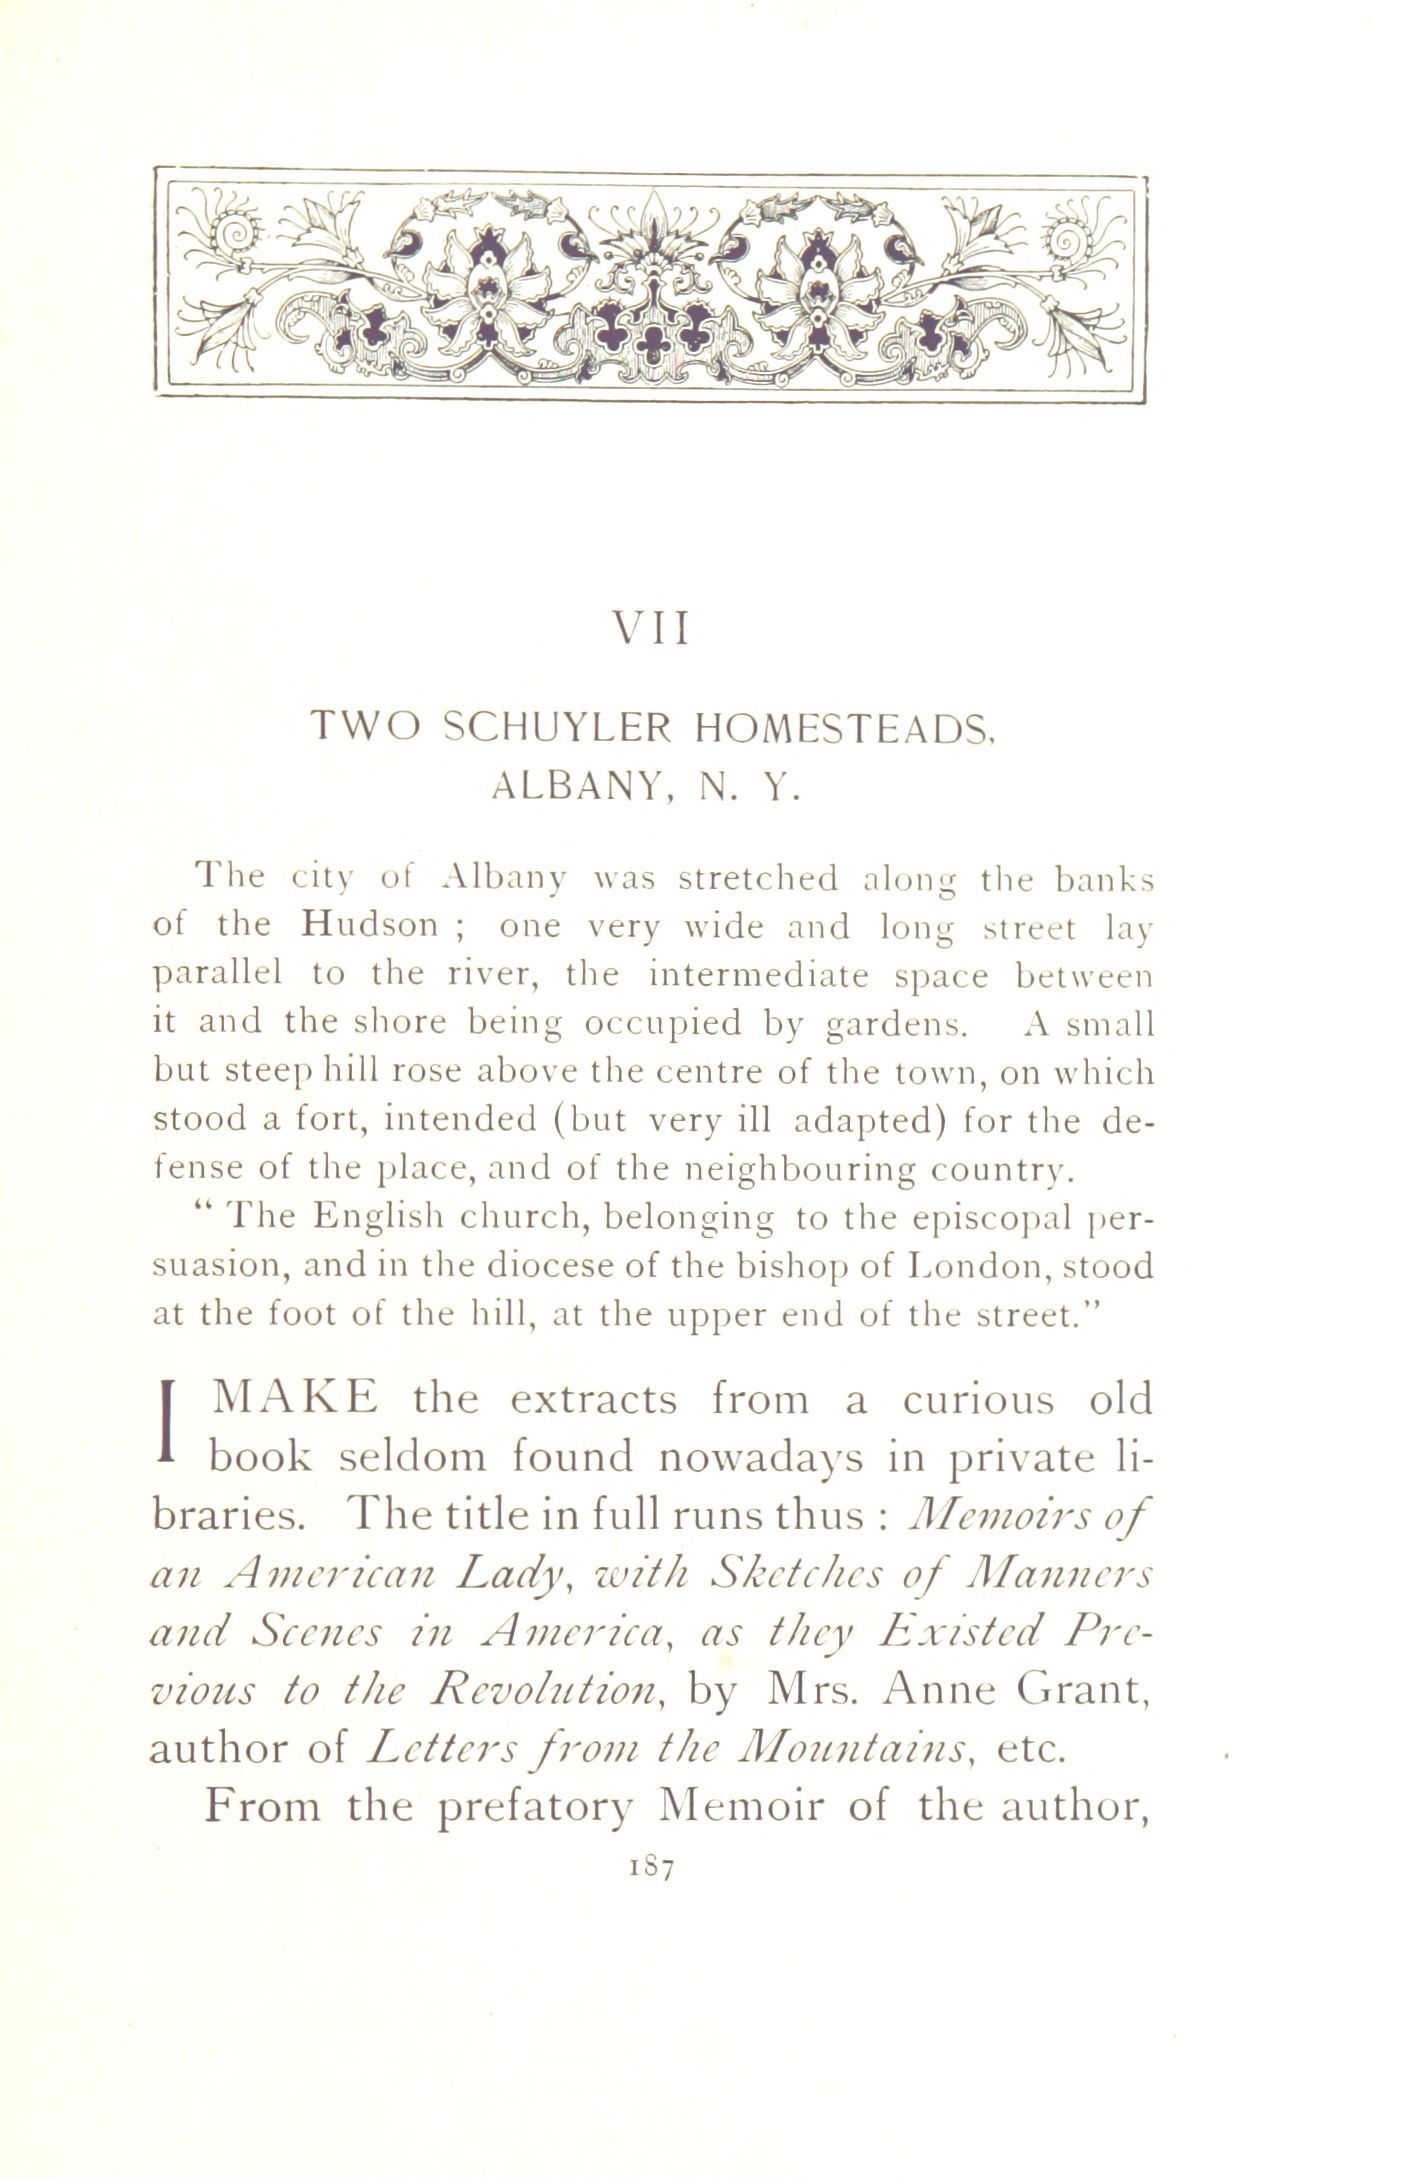 VII
TWO SCHUYLER HOMESTEADS,
ALBANY, N. Y.
The city of Albany was stretched along the banks
of the Hudson ; one very wide and long street lay
parallel to the river, the intermediate space between
it and the shore being occupied by gardens. A small
but steep hill rose above the centre of the town, on which
stood a fort, intended (but very ill adapted) for the de-
fense of the place, and of the neighbouring country.
“ The English church, belonging to the episcopal per-
suasion, and in the diocese of the bishop of London, stood
at the foot of the hill, at the upper end of the street.”
I MAKE the extracts from a curious old
book seldom found nowadays in private li-
braries. The title in full runs thus : Memoirs of
an American Lady, with Sketches of Manners
and Scenes in America, as they Existed Pre-
vious to the Revolution, by Mrs. Anne Grant,
author of Letters from the Mountains, etc.
From the prefatory Memoir of the author,
187